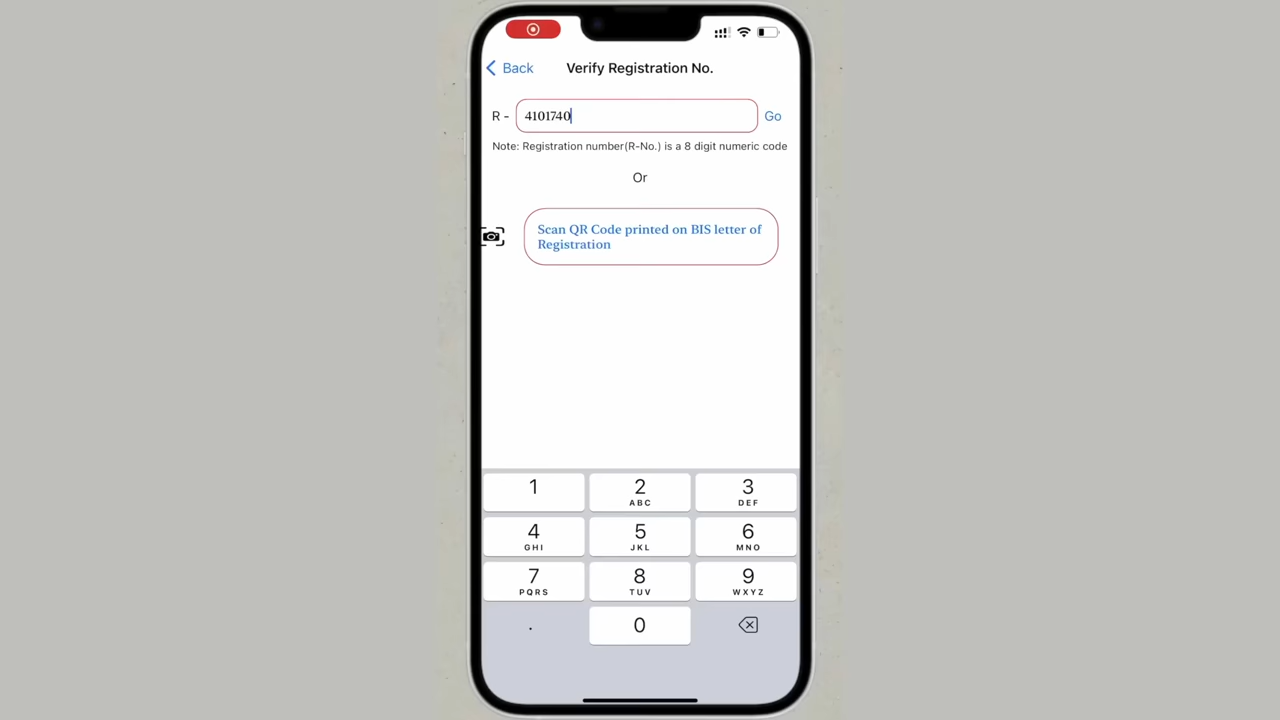 Back
Verify Registration No.
R - 4101740 Go
Note: Registration number(R-No.) is a 8 digit numeric code
Or
Scan QR Code printed on BIS letter of
Registration
1 2 3
ABC DEF
4 5 6
GHI JKL MNO
7 8 9
PQRS TUV WXYZ
. 0